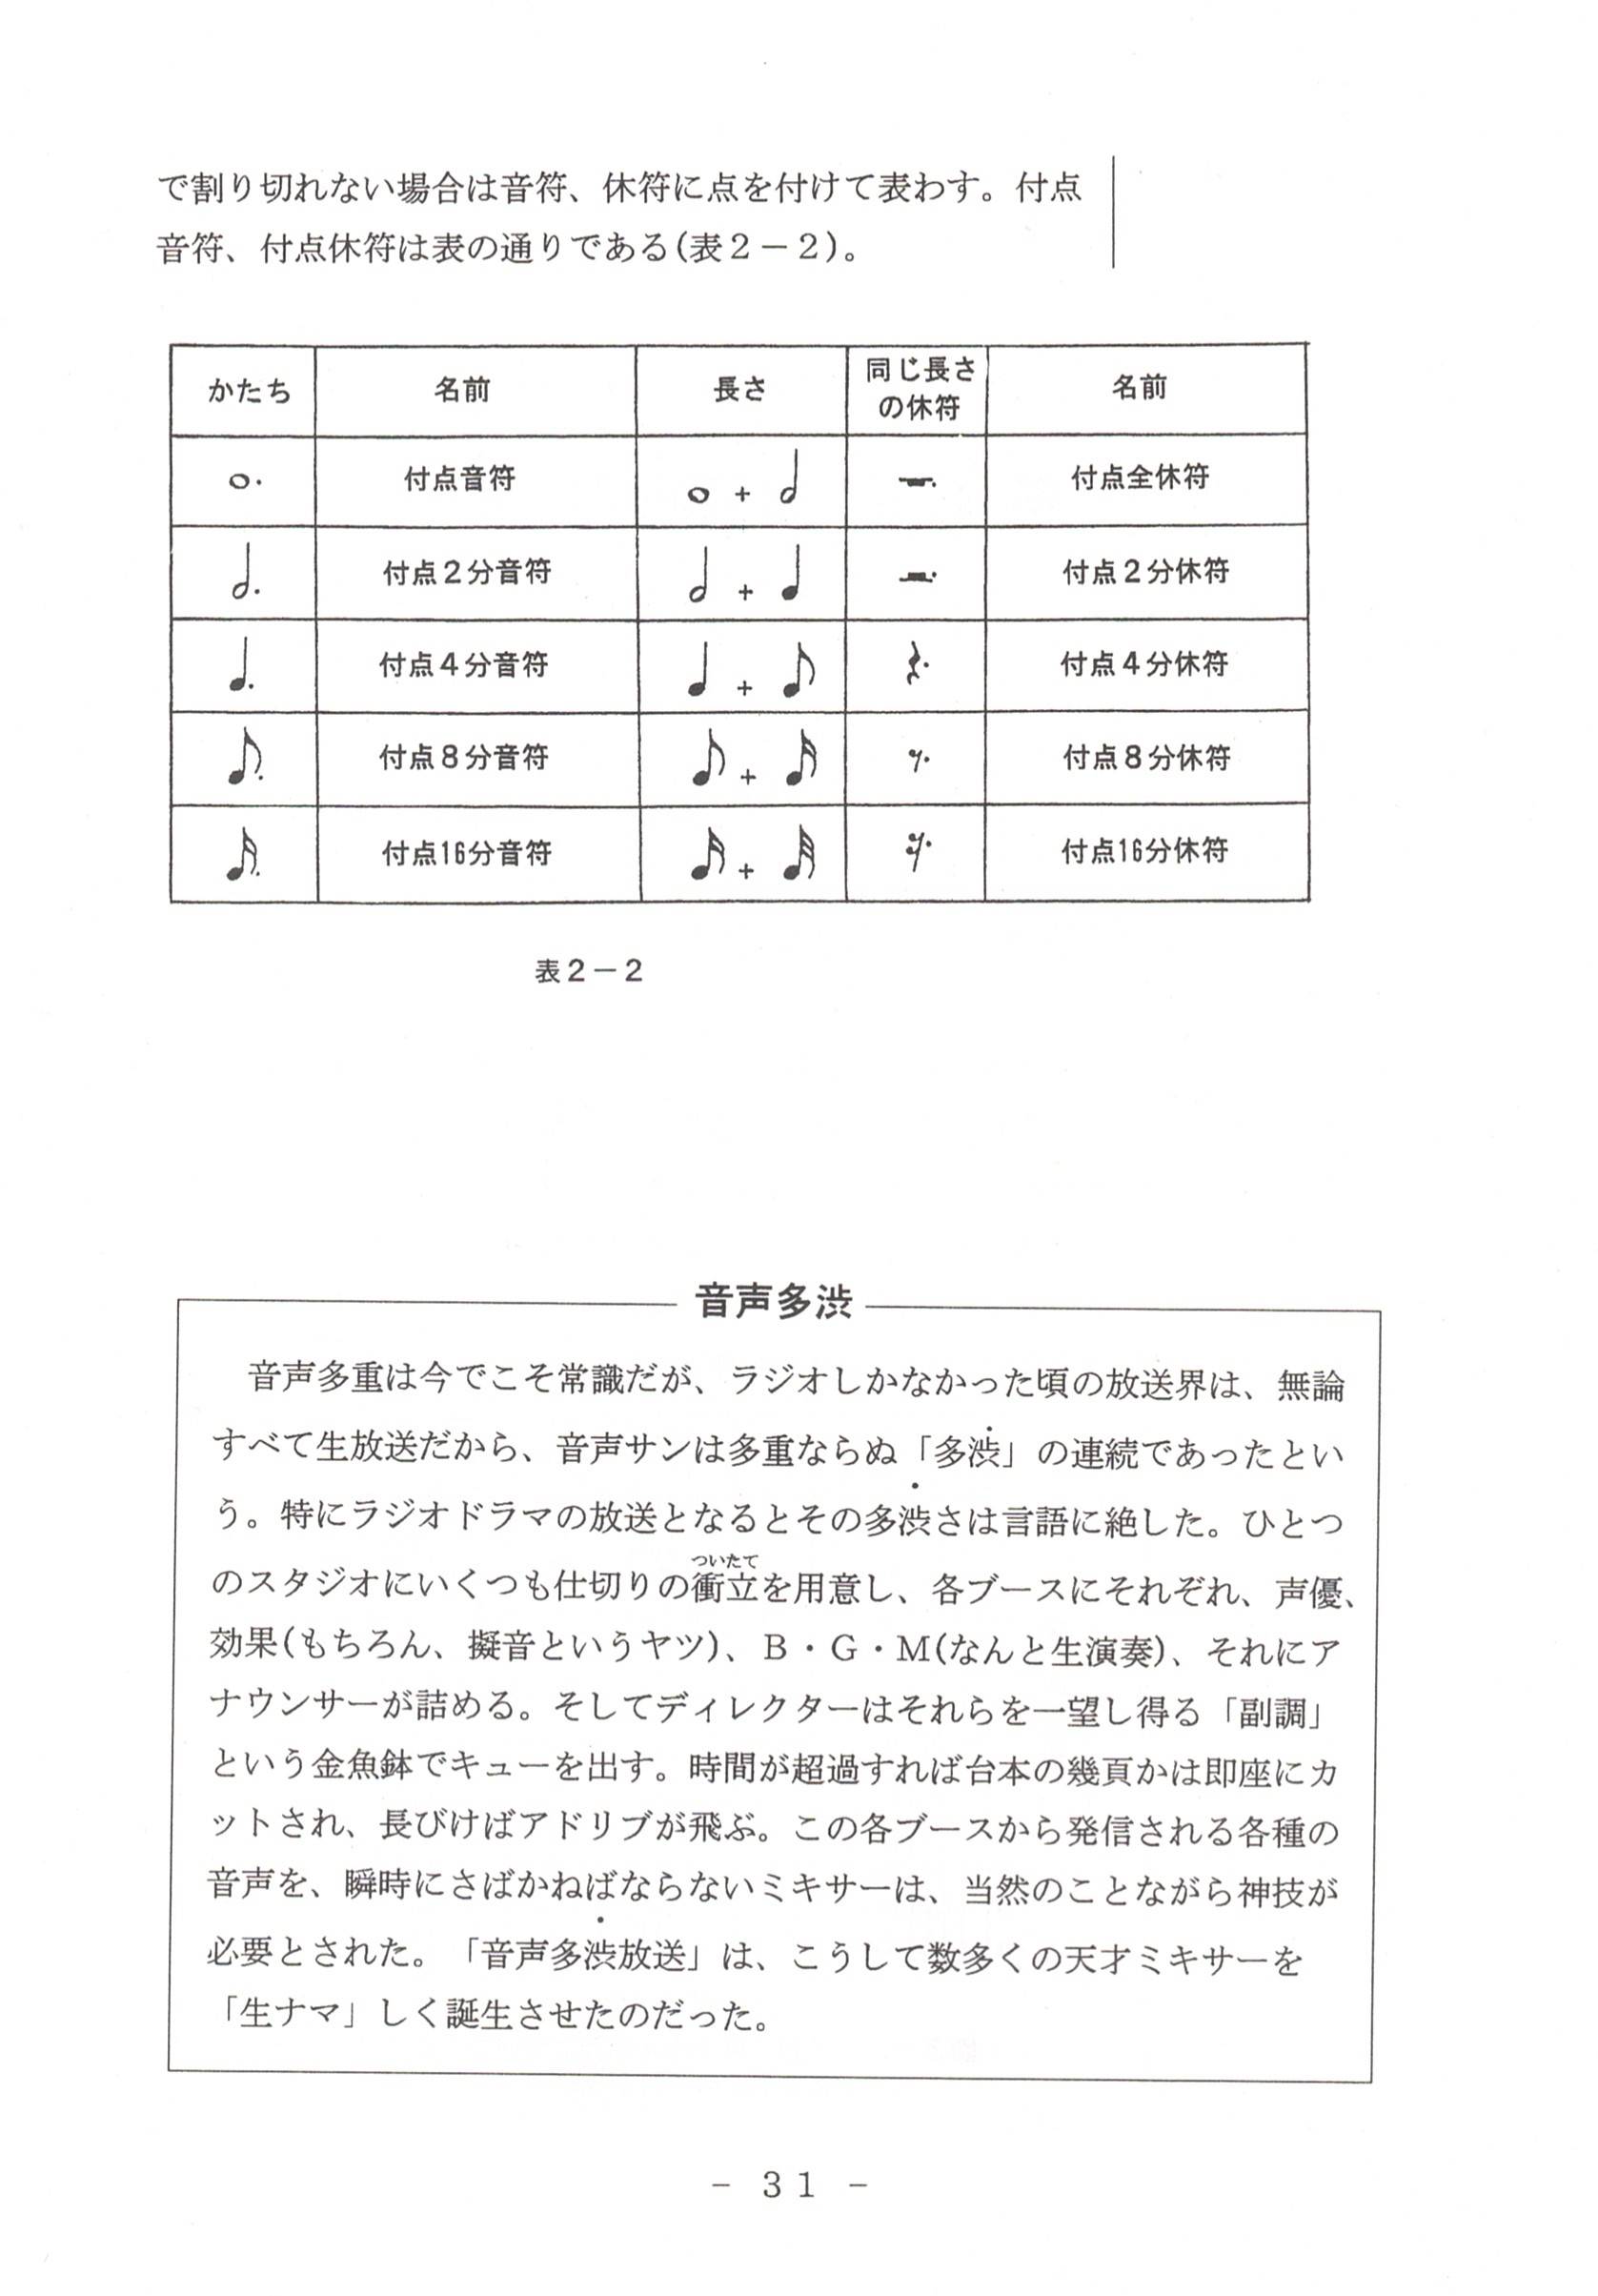 で割り切れない場合は音符、休符に点を付けて表わす。付点
音符、付点休符は表の通りである(表２－２)。
かたち 名前 長さ 同じ長さの休符 名前
付点音符 + 付点全休符
付点２分音符 + 付点２分休符
付点４分音符 + 付点４分休符
付点８分音符 + 付点８分休符
付点16分音符 + 付点16分休符
表２－２
音声多渋
音声多重は今でこそ常識だが、ラジオしかなかった頃の放送界は、無論
すべて生放送だから、音声サンは多重ならぬ「多渋」の連続であったとい
う。特にラジオドラマの放送となるとその多渋さは言語に絶した。ひとつ
ついたて
のスタジオにいくつも仕切りの衝立を用意し、各ブースにそれぞれ、声優、
効果(もちろん、擬音というヤツ)、Ｂ・Ｇ・Ｍ(なんと生演奏)、それにア
ナウンサーが詰める。そしてディレクターはそれらを一望し得る「副調」
という金魚鉢でキューを出す。時間が超過すれば台本の幾頁かは即座にカ
ットされ、長びけばアドリブが飛ぶ。この各ブースから発信される各種の
音声を、瞬時にさばかねばならないミキサーは、当然のことながら神技が
必要とされた。「音声多渋放送」は、こうして数多くの天才ミキサーを
「生ナマ」しく誕生させたのだった。
－ 31 －